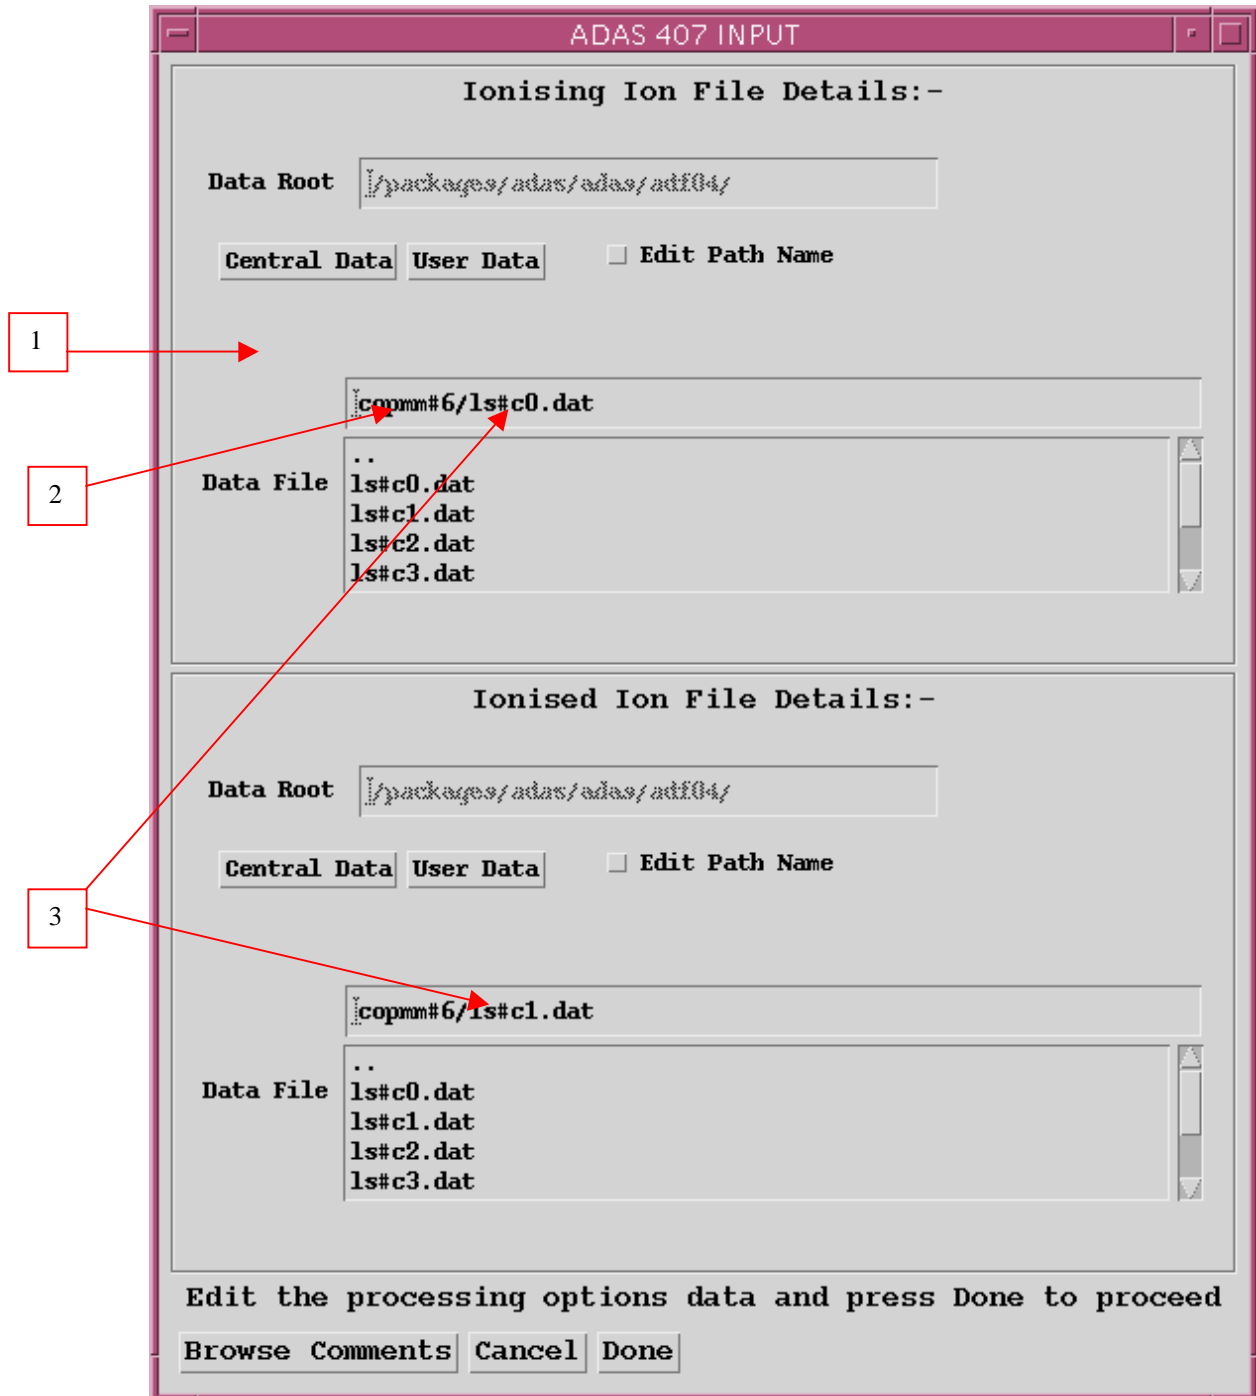 ADAS 407 INPUT
Ionising Ion File Details:-
Data Root /packages/adas/adas/adf04/
Central Data User Data Edit Path Name
1
copmm#6/ls#c0.dat
2
Data File
..
ls#c0.dat
ls#c1.dat
ls#c2.dat
ls#c3.dat
Ionised Ion File Details:-
Data Root /packages/adas/adas/adf04/
Central Data User Data Edit Path Name
3
copmm#6/ls#c1.dat
Data File
..
ls#c0.dat
ls#c1.dat
ls#c2.dat
ls#c3.dat
Edit the processing options data and press Done to proceed
Browse Comments Cancel Done